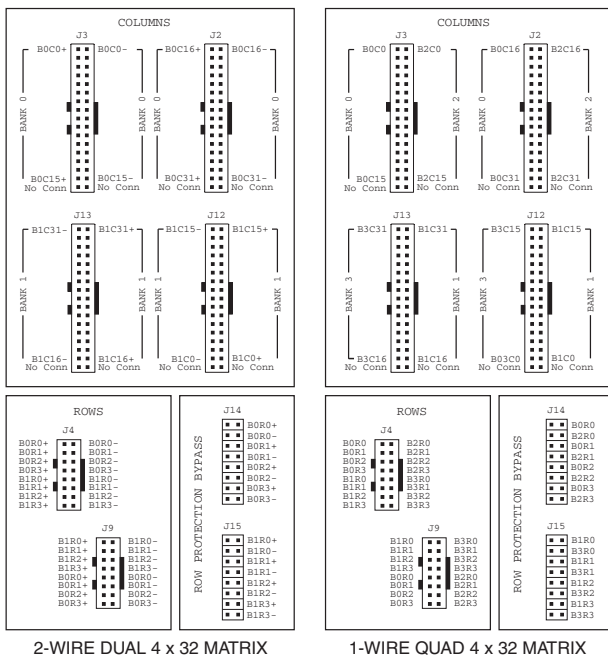 COLUMNS
J3 J2
B0C0+ B0C0- B0C16+ B0C16-
BANK 0 BANK 0 BANK 0 BANK 0
B0C15+ B0C15- B0C31+ B0C31-
No Conn No Conn No Conn No Conn
J13 J12
B1C31- B1C31+ B1C15- B1C15+
BANK 1 BANK 1 BANK 1 BANK 1
B1C16- B1C16+ B1C0- B1C0+
No Conn No Conn No Conn No Conn
ROWS
J4
B0R0+ B0R0-
B0R1+ B0R1-
B0R2+ B0R2-
B0R3+ B0R3-
B1R0+ B1R0-
B1R1+ B1R1-
B1R2+ B1R2-
B1R3+ B1R3-
J9
B1R0+ B1R0-
B1R1+ B1R1-
B1R2+ B1R2-
B1R3+ B1R3-
B0R0+ B0R0-
B0R1+ B0R1-
B0R2+ B0R2-
B0R3+ B0R3-
ROW PROTECTION BYPASS
J14
B0R0+
B0R0-
B0R1+
B0R1-
B0R2+
B0R2-
B0R3+
B0R3-
J15
B1R0+
B1R0-
B1R1+
B1R1-
B1R2+
B1R2-
B1R3+
B1R3-
2-WIRE DUAL 4 x 32 MATRIX
COLUMNS
J3 J2
B0C0 B2C0 B0C16 B2C16
BANK 0 BANK 2 BANK 0 BANK 2
B0C15 B2C15 B0C31 B2C31
No Conn No Conn No Conn No Conn
J13 J12
B3C31 B1C31 B3C15 B1C15
BANK 3 BANK 1 BANK 3 BANK 1
B3C16 B1C16 B03C0 B1C0
No Conn No Conn No Conn No Conn
ROWS
J4
B0R0 B2R0
B0R1 B2R1
B0R2 B2R2
B0R3 B2R3
B1R0 B3R0
B1R1 B3R1
B1R2 B3R2
B1R3 B3R3
J9
B1R0 B3R0
B1R1 B3R1
B1R2 B3R2
B1R3 B3R3
B0R0 B2R0
B0R1 B2R1
B0R2 B2R2
B0R3 B2R3
ROW PROTECTION BYPASS
J14
B0R0
B2R0
B0R1
B2R1
B0R2
B2R2
B0R3
B2R3
J15
B1R0
B3R0
B1R1
B3R1
B1R2
B3R2
B1R3
B3R3
1-WIRE QUAD 4 x 32 MATRIX